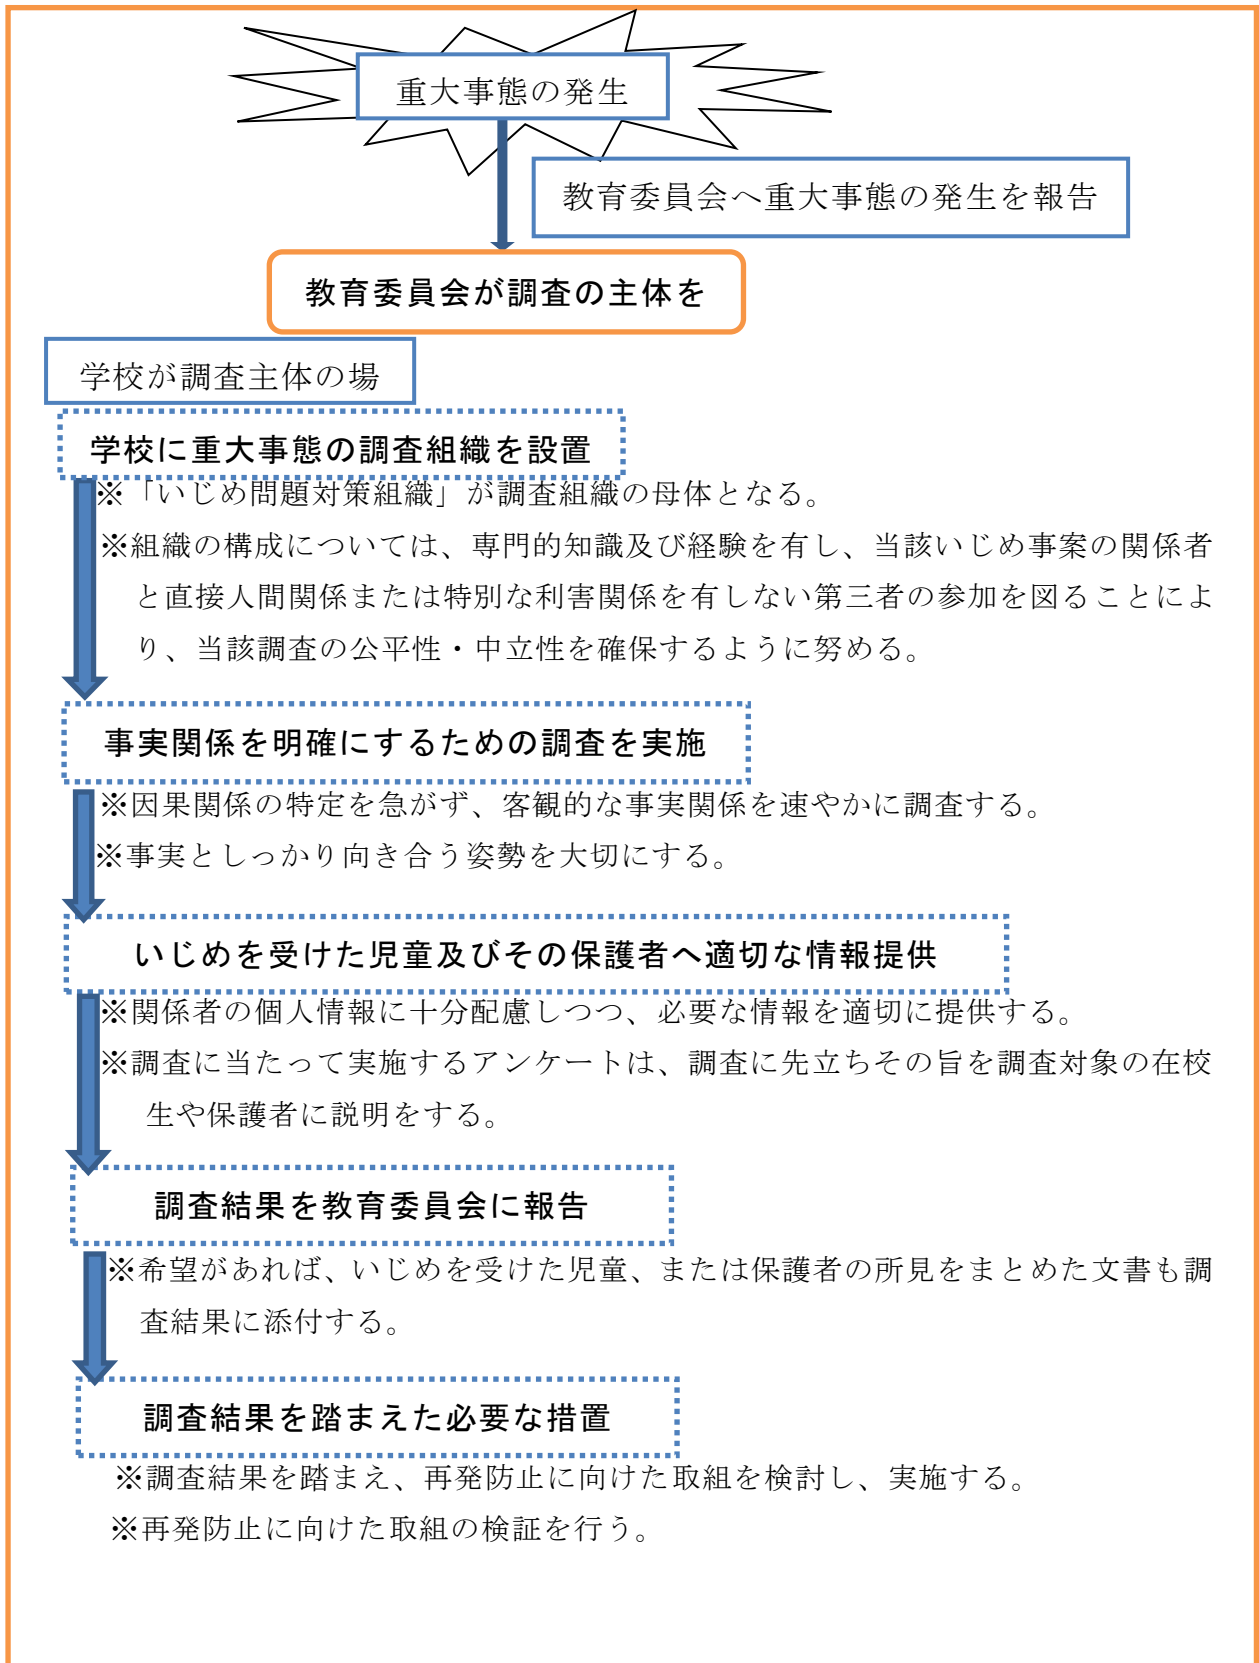 重大事態の発生
教育委員会へ重大事態の発生を報告
教育委員会が調査の主体を
学校が調査主体の場
学校に重大事態の調査組織を設置
※「いじめ問題対策組織」が調査組織の母体となる。
※組織の構成については、専門的知識及び経験を有し、当該いじめ事案の関係者
と直接人間関係または特別な利害関係を有しない第三者の参加を図ることによ
り、当該調査の公平性・中立性を確保するように努める。
事実関係を明確にするための調査を実施
※因果関係の特定を急がず、客観的な事実関係を速やかに調査する。
※事実としっかり向き合う姿勢を大切にする。
いじめを受けた児童及びその保護者へ適切な情報提供
※関係者の個人情報に十分配慮しつつ、必要な情報を適切に提供する。
※調査に当たって実施するアンケートは、調査に先立ちその旨を調査対象の在校
生や保護者に説明をする。
調査結果を教育委員会に報告
※希望があれば、いじめを受けた児童、または保護者の所見をまとめた文書も調
査結果に添付する。
調査結果を踏まえた必要な措置
※調査結果を踏まえ、再発防止に向けた取組を検討し、実施する。
※再発防止に向けた取組の検証を行う。